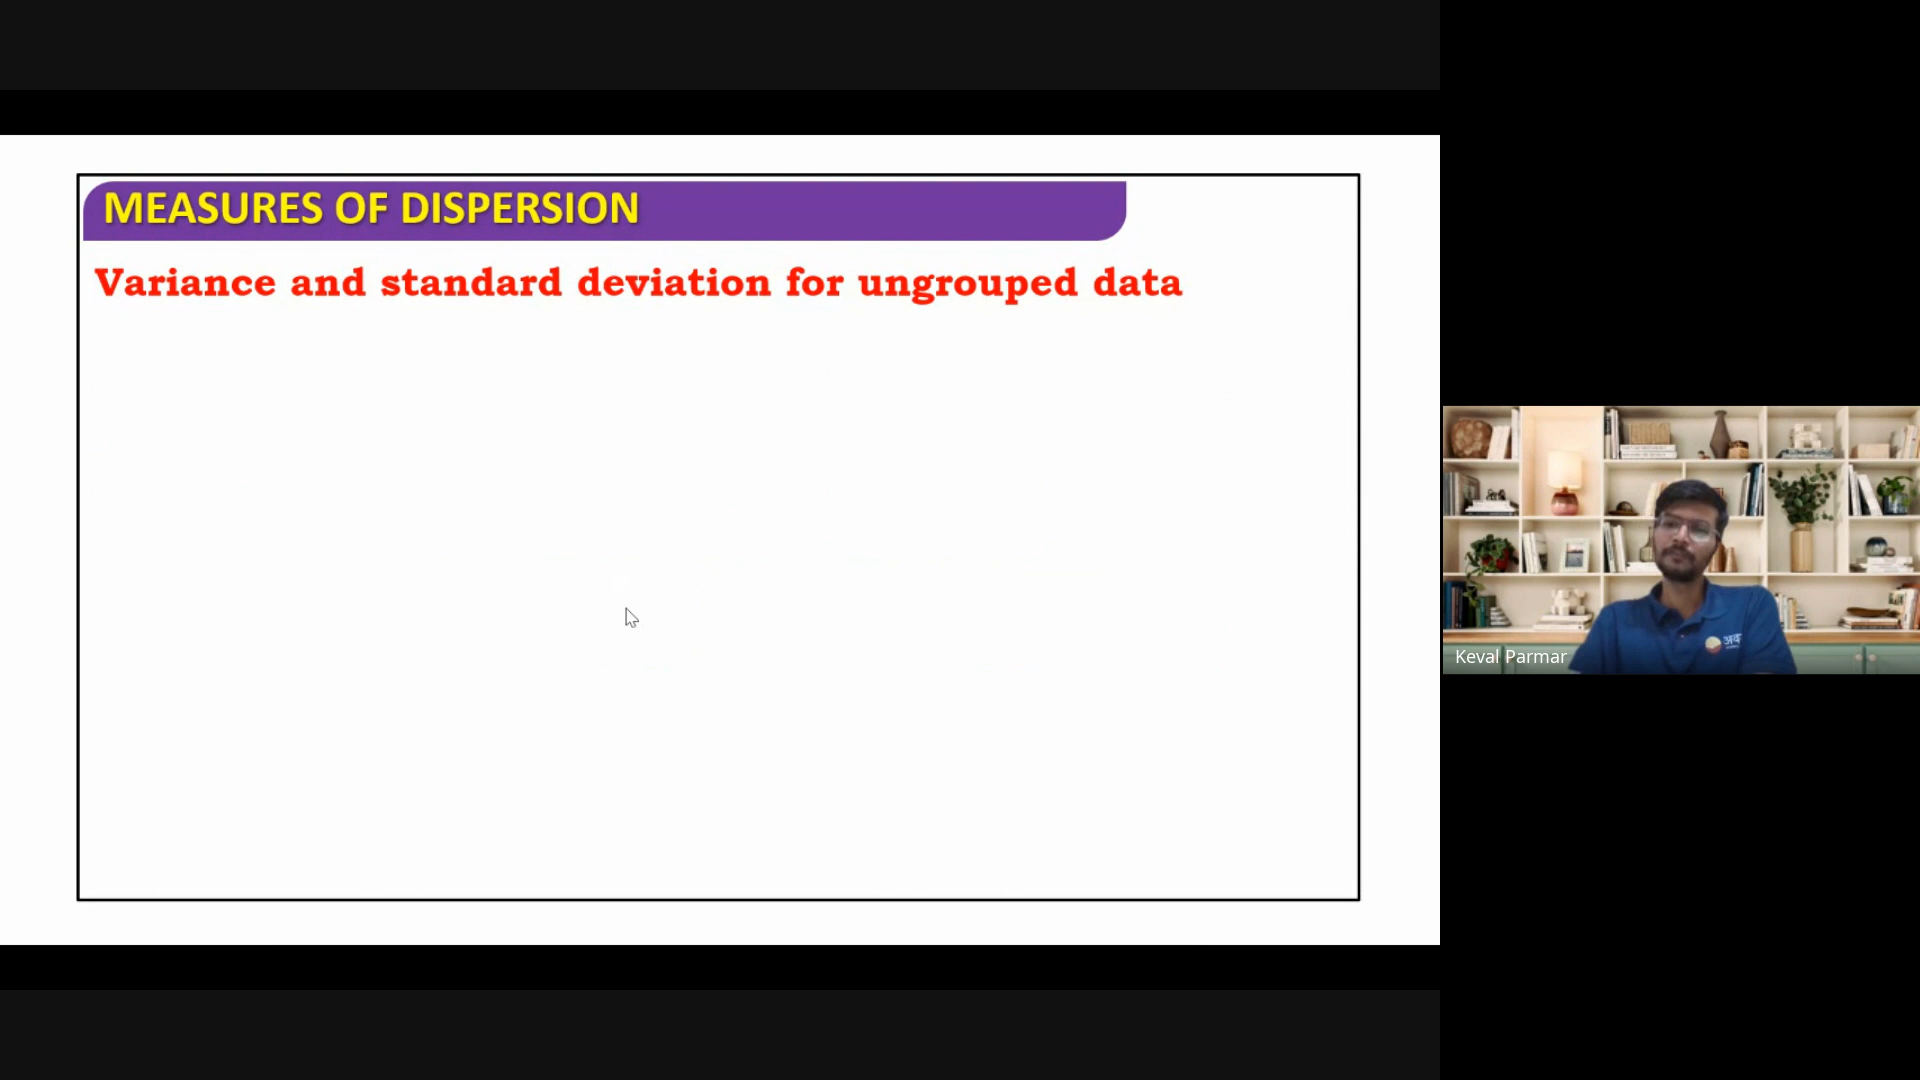 MEASURES OF DISPERSION
Variance and standard deviation for ungrouped data
Keval Parmar